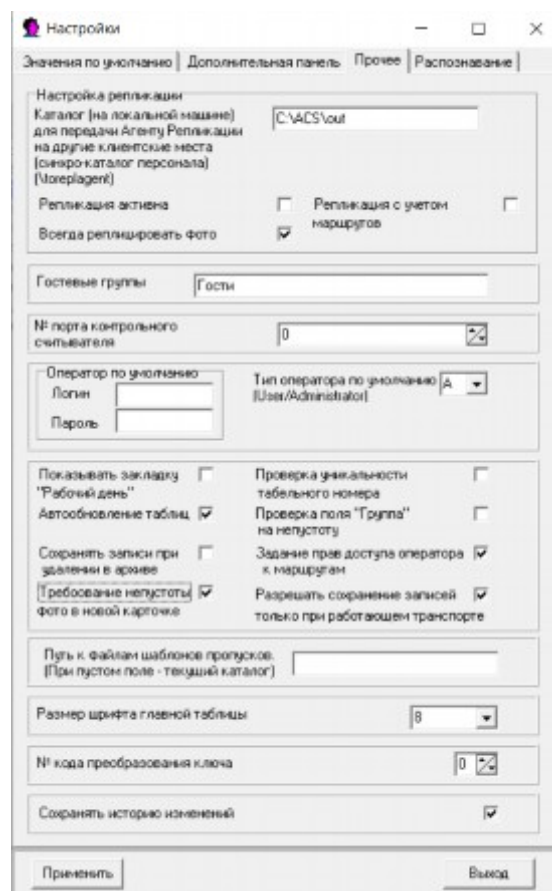 Настройки
Значения по умолчанию Дополнительная панель Прочее Распознавание
Настройка репликации
Каталог (на локальной машине)
для передачи Агенту Репликации
на другие клиентские места
(синхро-каталог персонала)
(\toreplagent)
C:\ACS\out
Репликация активна
Репликация с учетом
маршрутов
Всегда реплицировать фото
Гостевые группы
Гости
№ порта контрольного
считывателя
0
Оператор по умолчанию
Логин
Пароль
Тип оператора по умолчанию
(User/Administrator)
A
Показывать закладку
"Рабочий день"
Проверка уникальности
табельного номера
Автообновление таблиц
Проверка поля "Группа"
на непустоту
Сохранять записи при
удалении в архиве
Задание прав доступа оператора
к маршрутам
Требование непустоты
фото в новой карточке
Разрешать сохранение записей
только при работающем транспорте
Путь к файлам шаблонов пропусков.
(При пустом поле - текущий каталог)
Размер шрифта главной таблицы
8
№ кода преобразования ключа
0
Сохранять историю изменений
Применить
Выход